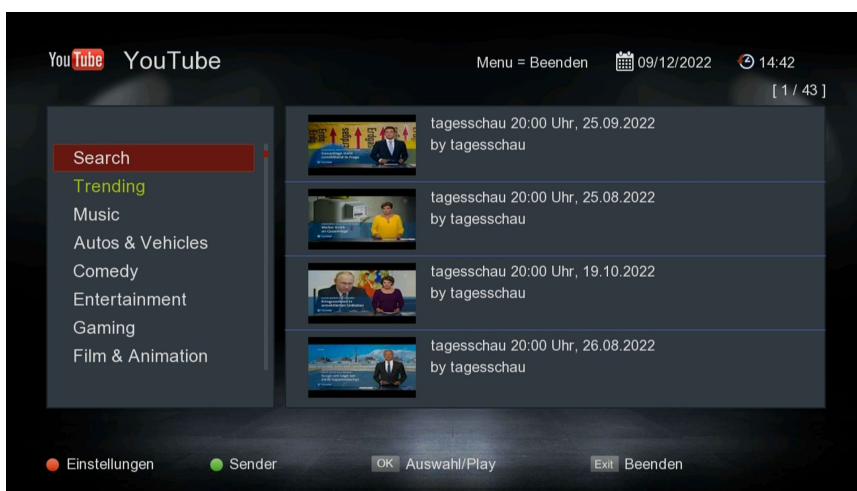 YouTube YouTube Menu = Beenden 09/12/2022 14:42
[ 1 / 43 ]
Search
Trending
Music
Autos & Vehicles
Comedy
Entertainment
Gaming
Film & Animation
tagesschau 20:00 Uhr, 25.09.2022
by tagesschau
tagesschau 20:00 Uhr, 25.08.2022
by tagesschau
tagesschau 20:00 Uhr, 19.10.2022
by tagesschau
tagesschau 20:00 Uhr, 26.08.2022
by tagesschau
Einstellungen Sender OK Auswahl/Play Exit Beenden